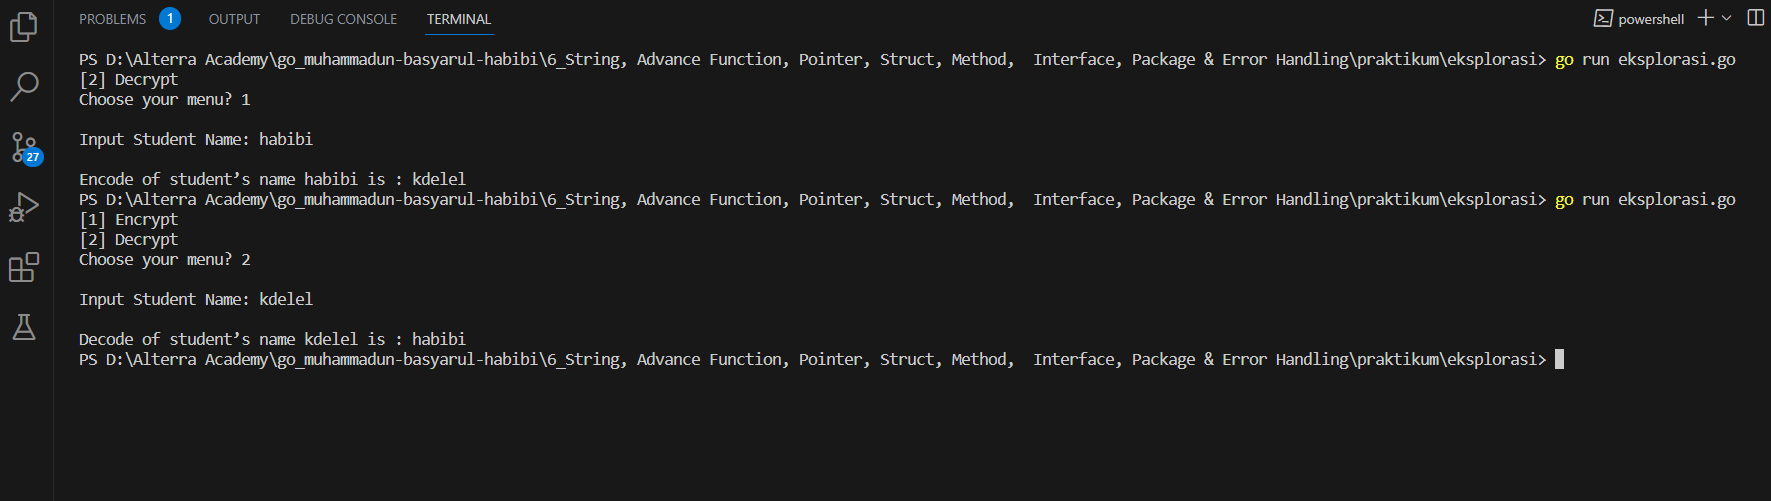 PROBLEMS 1 OUTPUT DEBUG CONSOLE TERMINAL powershell
PS D:\Alterra Academy\go_muhammadun-basyarul-habibi\6_String, Advance Function, Pointer, Struct, Method,  Interface, Package & Error Handling\praktikum\eksplorasi> go run eksplorasi.go
[2] Decrypt
Choose your menu? 1
Input Student Name: habibi
Encode of student’s name habibi is : kdelel
PS D:\Alterra Academy\go_muhammadun-basyarul-habibi\6_String, Advance Function, Pointer, Struct, Method,  Interface, Package & Error Handling\praktikum\eksplorasi> go run eksplorasi.go
[1] Encrypt
[2] Decrypt
Choose your menu? 2
Input Student Name: kdelel
Decode of student’s name kdelel is : habibi
PS D:\Alterra Academy\go_muhammadun-basyarul-habibi\6_String, Advance Function, Pointer, Struct, Method,  Interface, Package & Error Handling\praktikum\eksplorasi>
27